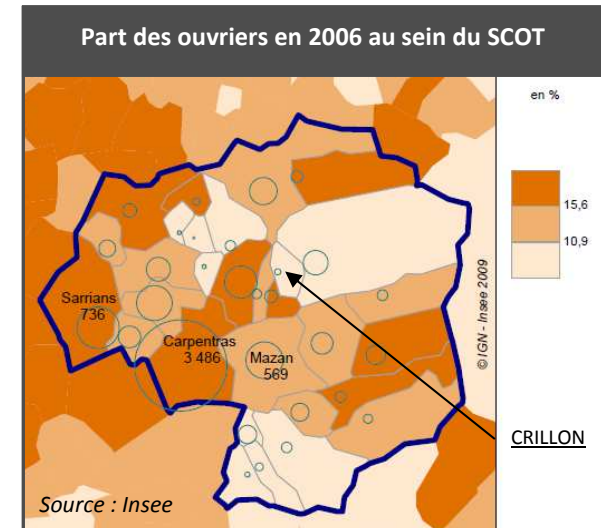 Part des ouvriers en 2006 au sein du SCOT
en %
15,6
10,9
© IGN - Insee 2009
Sarrians
736
Carpentras
3 486
Mazan
569
CRILLON
Source : Insee